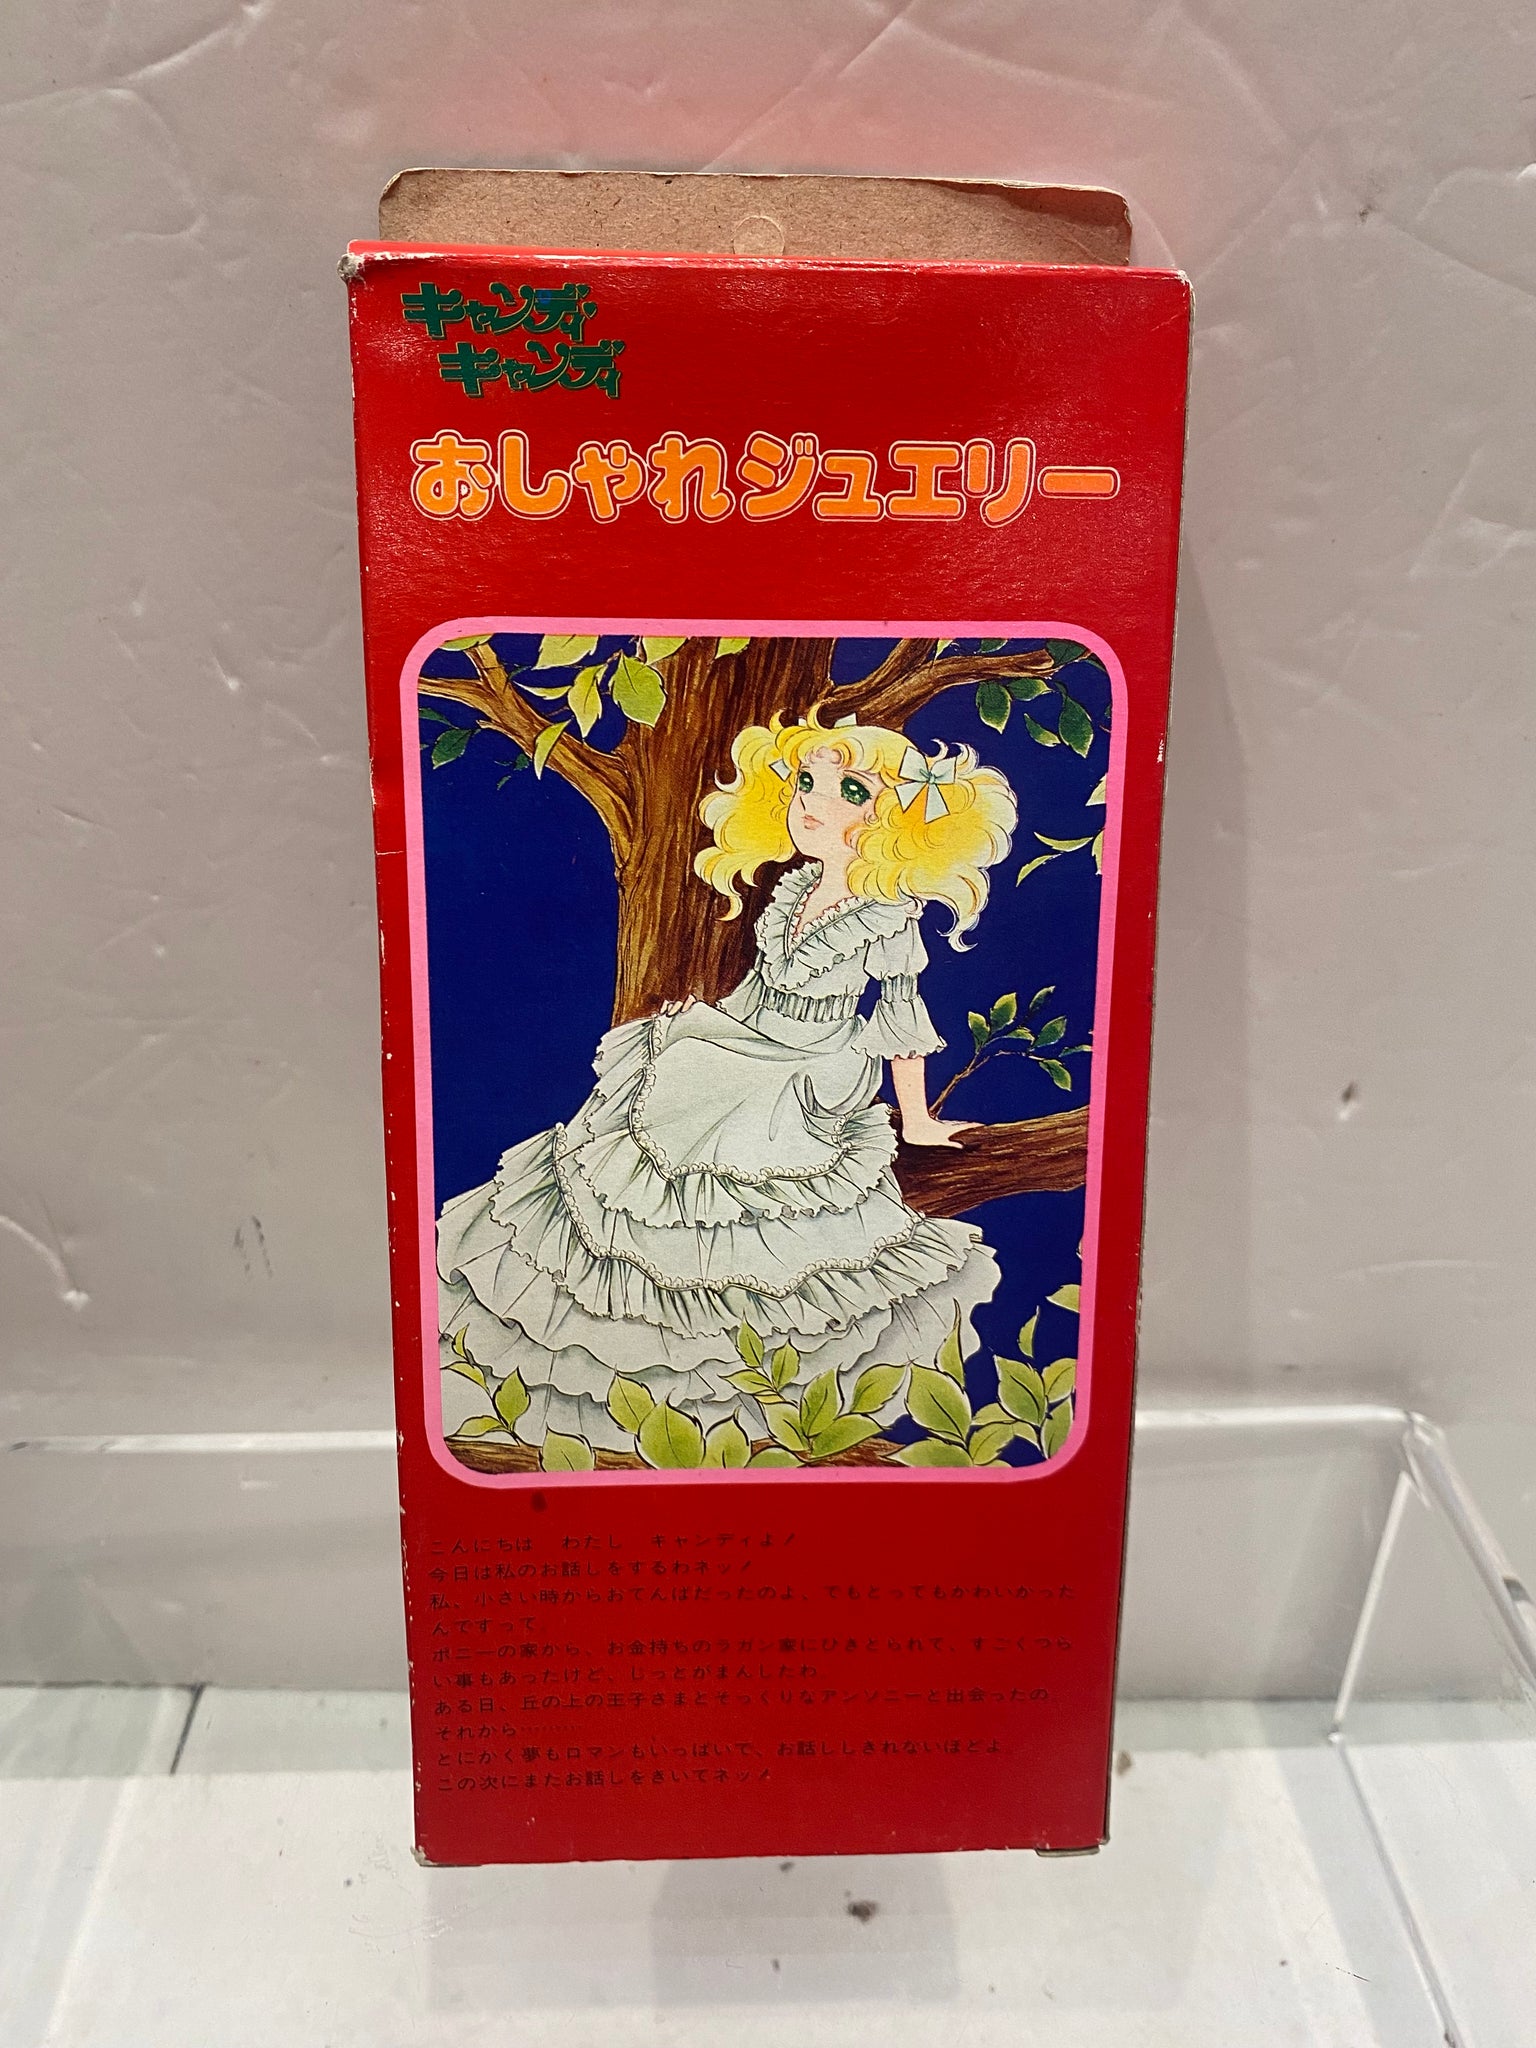 キャンディ
キャンディ
おしゃれジュエリー
こんにちは　わたし　キャンディよ！
今日は私のお話しをするわネッ！
私、小さい時からおてんばだったのよ、でもとってもかわいかった
んですって。
ポニーの家から、お金持ちのラガン家にひきとられて、すごくつら
い事もあったけど、じっとがまんしたわ。
ある日、丘の上の王子さまとそっくりなアンソニーと出会ったの
それから………
とにかく夢もロマンもいっぱいで、お話ししきれないほどよ。
この次にまたお話しをきいてネッ！